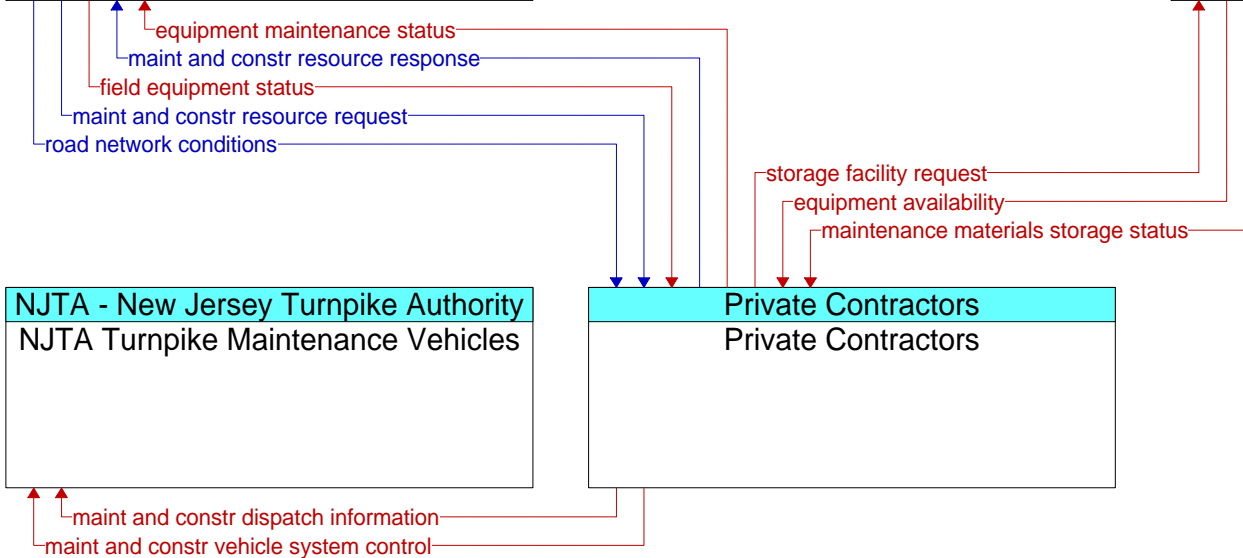 equipment maintenance status
maint and constr resource response
field equipment status
maint and constr resource request
road network conditions
storage facility request
equipment availability
maintenance materials storage status
NJTA - New Jersey Turnpike Authority
NJTA Turnpike Maintenance Vehicles
Private Contractors
Private Contractors
maint and constr dispatch information
maint and constr vehicle system control